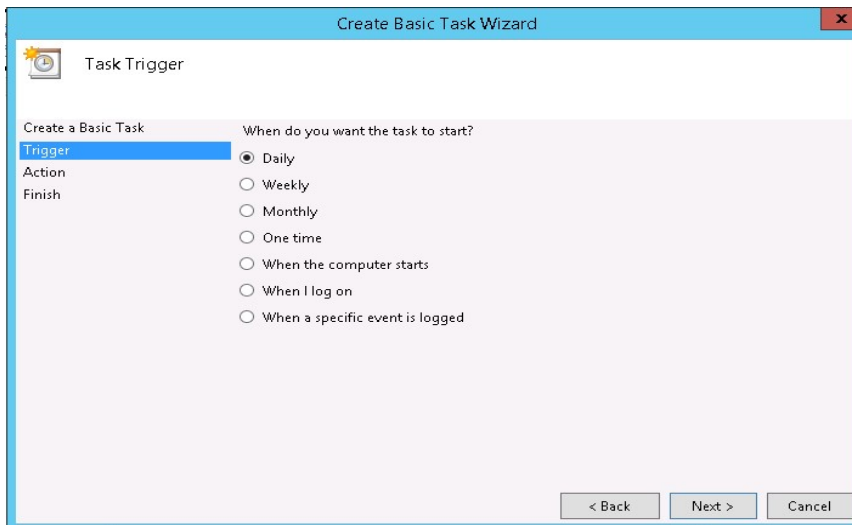 Create Basic Task Wizard
x
Task Trigger
Create a Basic Task
Trigger
Action
Finish
When do you want the task to start?
Daily
Weekly
Monthly
One time
When the computer starts
When I log on
When a specific event is logged
< Back
Next >
Cancel